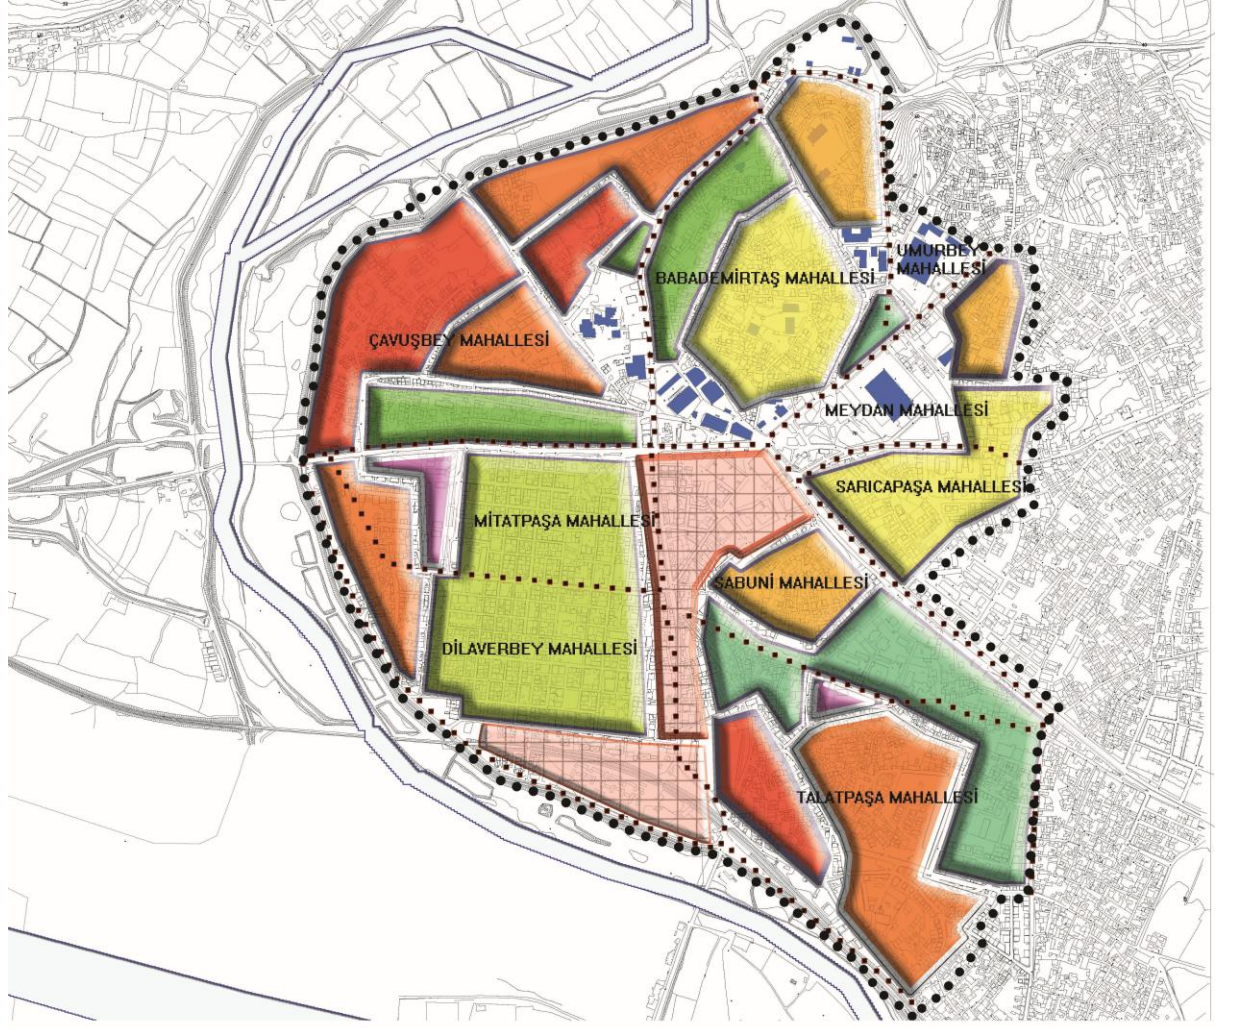 UMURBEY
MAHALLESİ
BABADEMİRTAŞ MAHALLESİ
ÇAVUŞBEY MAHALLESİ
MEYDAN MAHALLESİ
SARICAPAŞA MAHALLESİ
MİTATPAŞA MAHALLESİ
SABUNİ MAHALLESİ
DİLAVERBEY MAHALLESİ
TALATPAŞA MAHALLESİ